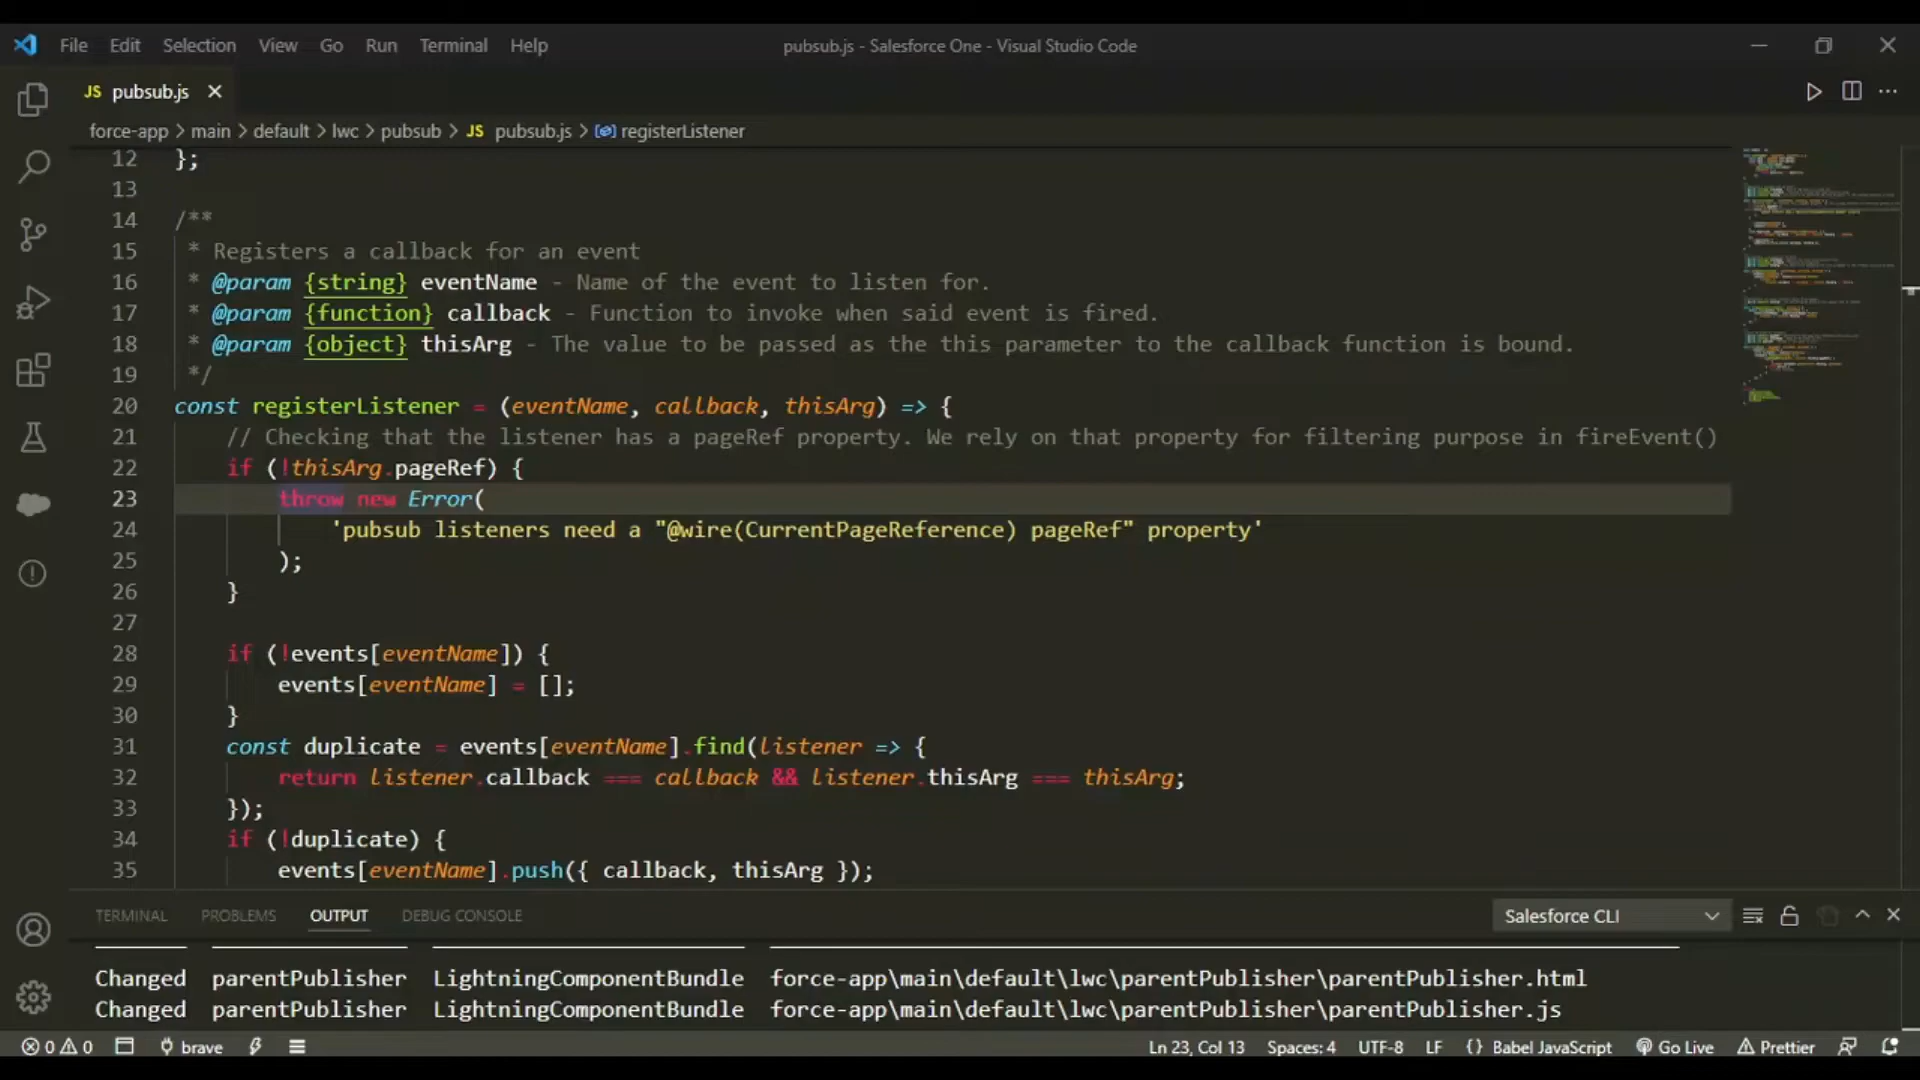 File Edit Selection View Go Run Terminal Help
pubsub.js - Salesforce One - Visual Studio Code
JS pubsub.js
force-app > main > default > lwc > pubsub > JS pubsub.js > registerListener
12 };
13
14 /**
15 * Registers a callback for an event
16 * @param {string} eventName - Name of the event to listen for.
17 * @param {function} callback - Function to invoke when said event is fired.
18 * @param {object} thisArg - The value to be passed as the this parameter to the callback function is bound.
19 */
20 const registerListener = (eventName, callback, thisArg) => {
21 // Checking that the listener has a pageRef property. We rely on that property for filtering purpose in fireEvent()
22 if (!thisArg.pageRef) {
23 throw new Error(
24 'pubsub listeners need a "@wire(CurrentPageReference) pageRef" property'
25 );
26 }
27
28 if (!events[eventName]) {
29 events[eventName] = [];
30 }
31 const duplicate = events[eventName].find(listener => {
32 return listener.callback === callback && listener.thisArg === thisArg;
33 });
34 if (!duplicate) {
35 events[eventName].push({ callback, thisArg });
TERMINAL PROBLEMS OUTPUT DEBUG CONSOLE
Salesforce CLI
Changed parentPublisher LightningComponentBundle force-app\main\default\lwc\parentPublisher\parentPublisher.html
Changed parentPublisher LightningComponentBundle force-app\main\default\lwc\parentPublisher\parentPublisher.js
0 0 brave
Ln 23, Col 13 Spaces: 4 UTF-8 LF {} Babel JavaScript Go Live Prettier